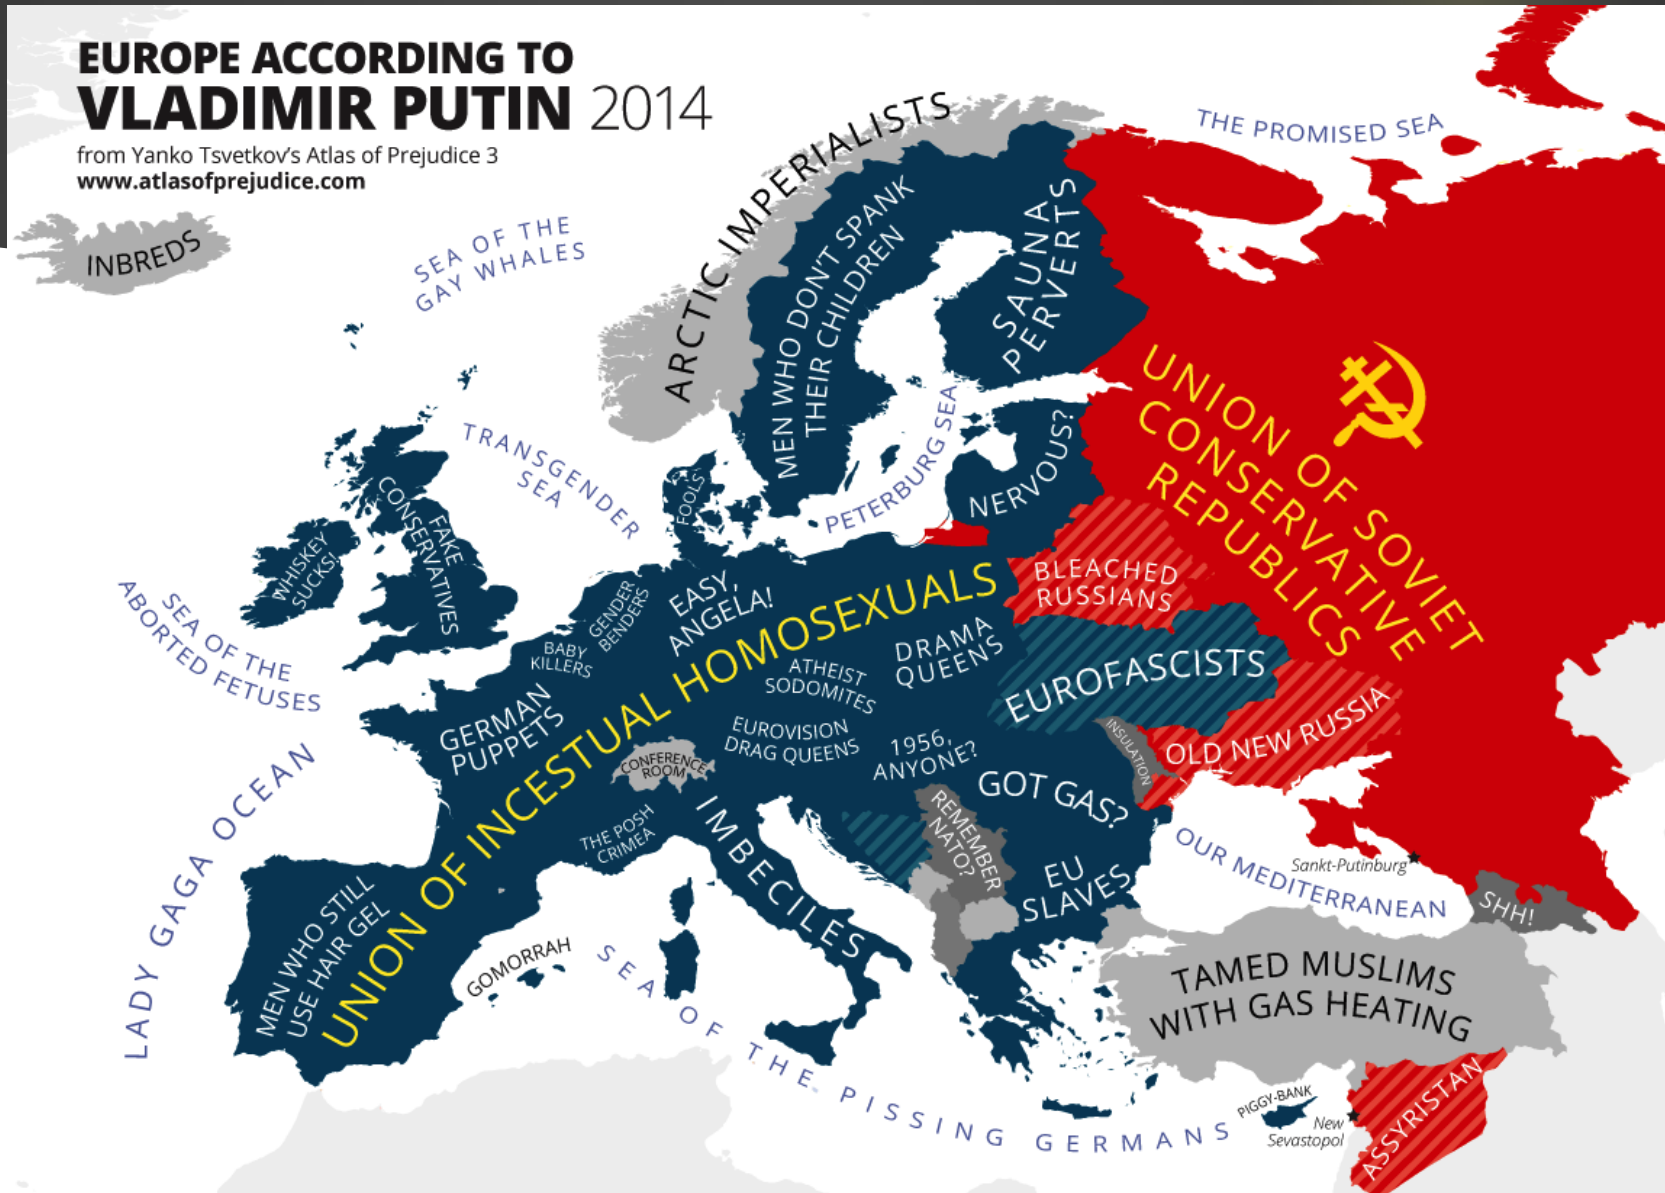 EUROPE ACCORDING TO
VLADIMIR PUTIN 2014
from Yanko Tsvetkov's Atlas of Prejudice 3
www.atlasofprejudice.com
THE PROMISED SEA
ARCTIC IMPERIALISTS
INBREDS
SEA OF THE
GAY WHALES
MEN WHO DON'T SPANK
THEIR CHILDREN
SAUNA
PERVERTS
UNION OF SOVIET
CONSERVATIVE
REPUBLICS
TRANSGENDER
SEA
PETERBURG SEA
NERVOUS?
FOOLS
FAKE
CONSERVATIVES
WHISKEY
SUCKS!
SEA OF THE
ABORTED FETUSES
GENDER
BENDERS
BABY
KILLERS
EASY,
ANGELA!
UNION OF INCESTUAL HOMOSEXUALS
BLEACHED
RUSSIANS
DRAMA
QUEENS
ATHEIST
SODOMITES
EUROFASCISTS
GERMAN
PUPPETS
EUROVISION
DRAG QUEENS
1956,
ANYONE?
INSULATION
OLD NEW RUSSIA
CONFERENCE
ROOM
GOT GAS?
THE POSH
CRIMEA
IMBECILES
REMEMBER
NATO?
EU
SLAVES
OUR MEDITERRANEAN
Sankt-Putinburg
SHH!
LADY GAGA OCEAN
MEN WHO STILL
USE HAIR GEL
GOMORRAH
SEA OF THE PISSING GERMANS
TAMED MUSLIMS
WITH GAS HEATING
PIGGY-BANK
New
Sevastopol
ASSYRISTAN